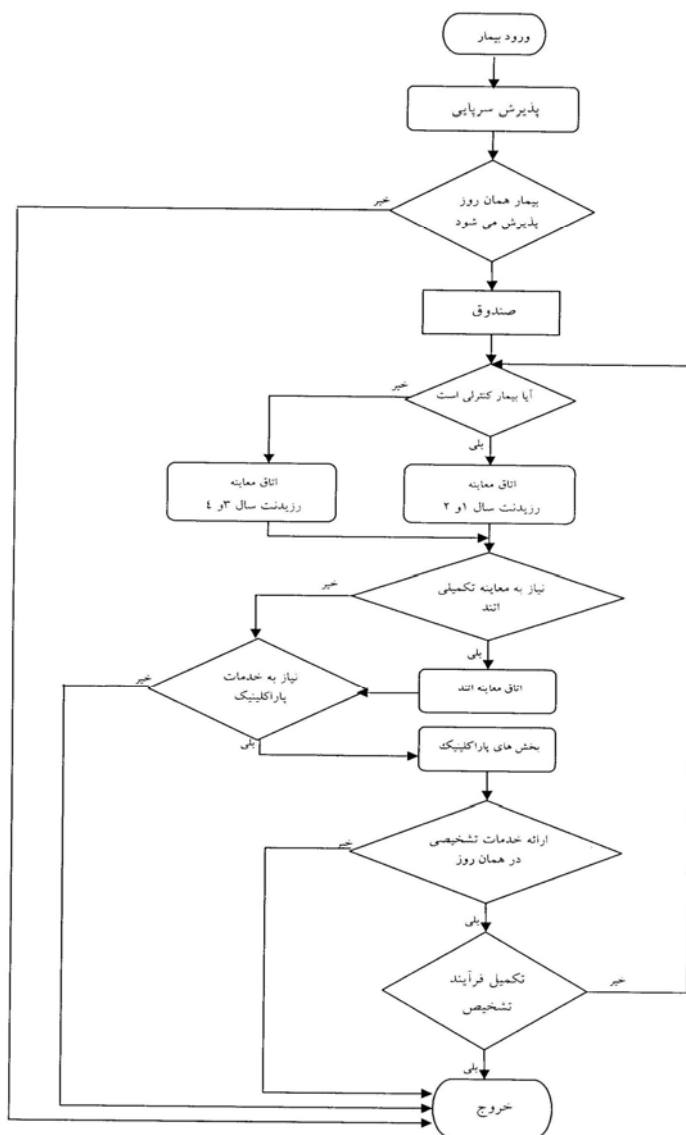 ورود بیمار
پذیرش سرپایی
بیمار همان روز
پذیرش می شود
خیر
صندوق
آیا بیمار کنترلی است
خیر
بلی
اتاق معاینه
رزیدنت سال ۱و ۲
اتاق معاینه
رزیدنت سال ۳و ٤
نیاز به معاینه تکمیلی
اتند
خیر
بلی
اتاق معاینه اتند
نیاز به خدمات
پاراکلینیک
خیر
بلی
بخش های پاراکلینیک
ارائه خدمات تشخیصی
در همان روز
خیر
بلی
تکمیل فرآیند
تشخیص
خیر
بلی
خروج